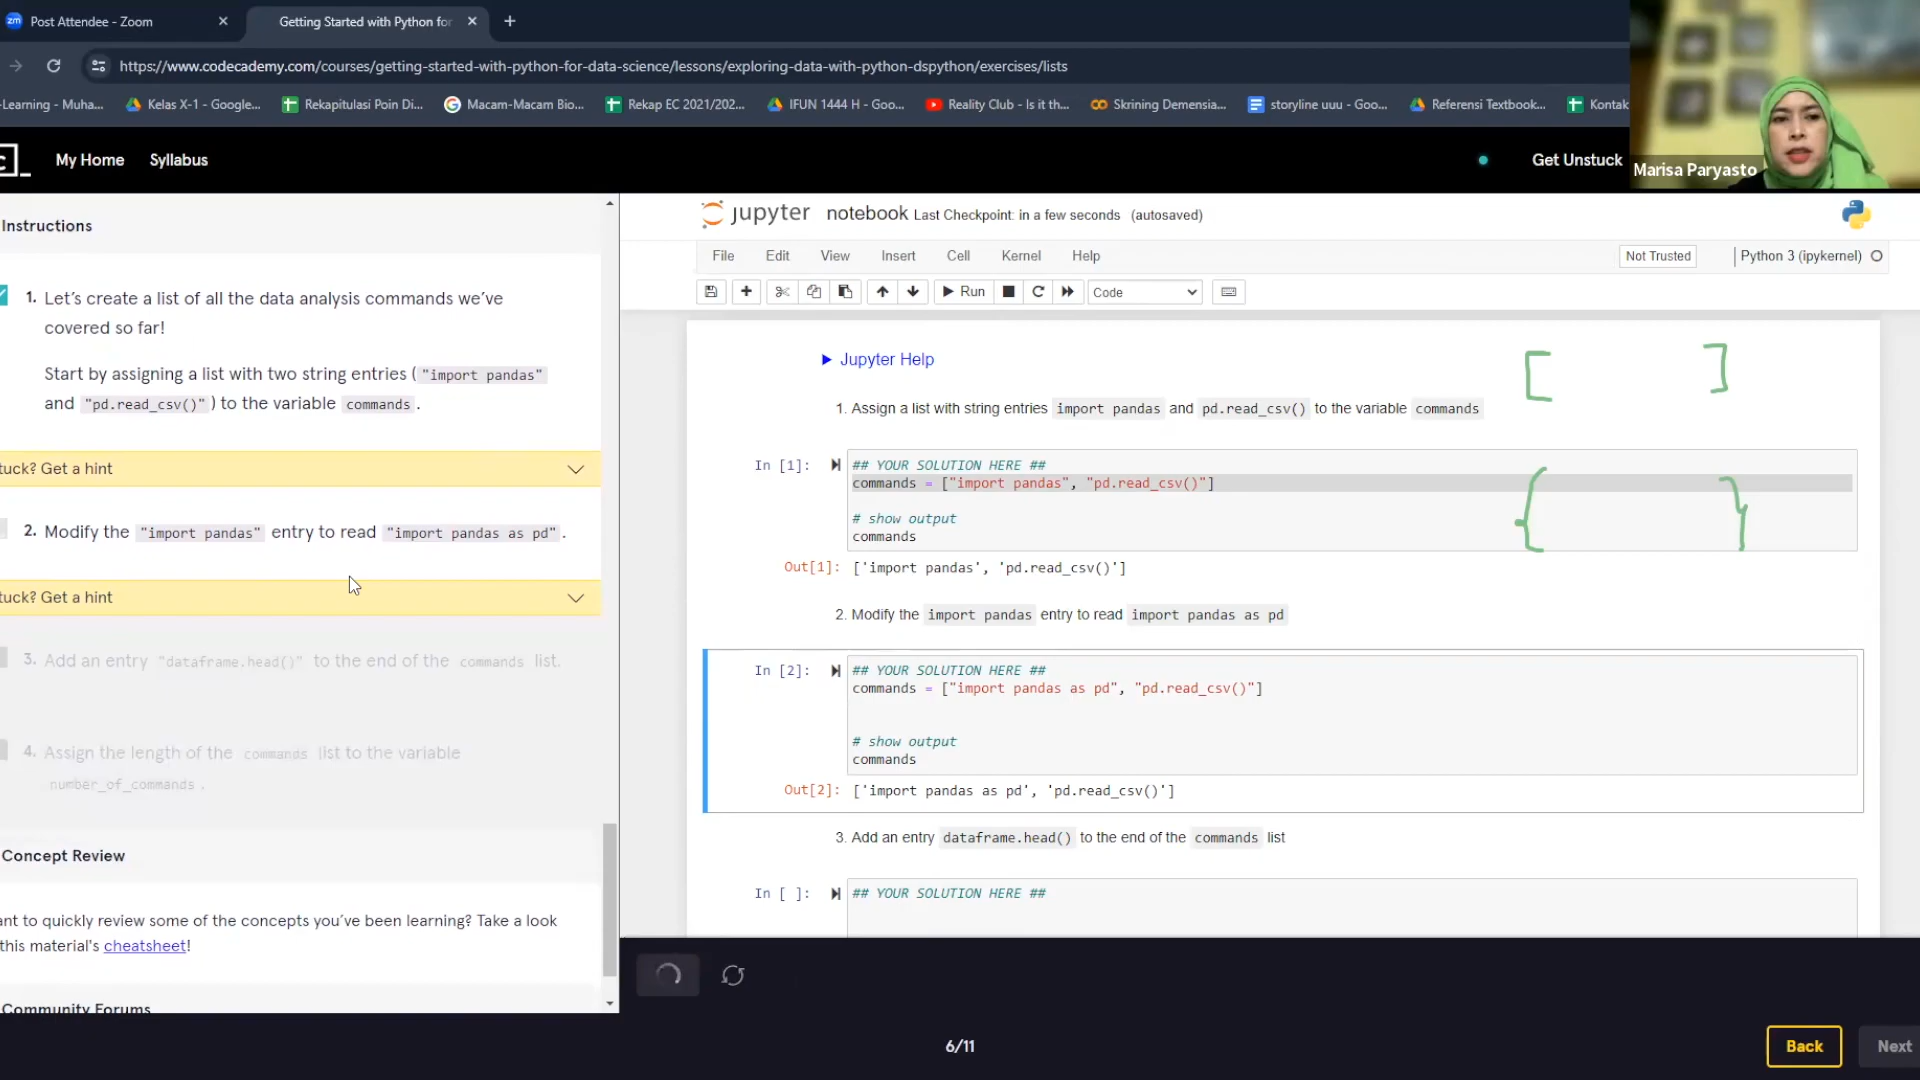 zm Post Attendee - Zoom
Getting Started with Python for
https://www.codecademy.com/courses/getting-started-with-python-for-data-science/lessons/exploring-data-with-python-dspython/exercises/lists
-Learning - Muha... Kelas X-1 - Google... Rekapitulasi Poin Di... Macam-Macam Bio... Rekap EC 2021/202... IFUN 1444 H - Goo... Reality Club - Is it th... Skrining Demensia... storyline uuu - Goo... Referensi Textbook... Kontak
My Home Syllabus Get Unstuck
Marisa Paryasto
Instructions
1. Let's create a list of all the data analysis commands we've
covered so far!
Start by assigning a list with two string entries ( "import pandas"
and "pd.read_csv()" ) to the variable commands .
tuck? Get a hint
2. Modify the "import pandas" entry to read "import pandas as pd" .
tuck? Get a hint
3. Add an entry "dataframe.head()" to the end of the commands list.
4. Assign the length of the commands list to the variable
number_of_commands .
Concept Review
ant to quickly review some of the concepts you've been learning? Take a look
this material's cheatsheet!
Community Forums
jupyter notebook Last Checkpoint: in a few seconds (autosaved)
File Edit View Insert Cell Kernel Help Not Trusted Python 3 (ipykernel)
Run Code
Jupyter Help
[ ]
1. Assign a list with string entries import pandas and pd.read_csv() to the variable commands
In [1]: ## YOUR SOLUTION HERE ##
commands = ["import pandas", "pd.read_csv()"]
{ }
# show output
commands
Out[1]: ['import pandas', 'pd.read_csv()']
2. Modify the import pandas entry to read import pandas as pd
In [2]: ## YOUR SOLUTION HERE ##
commands = ["import pandas as pd", "pd.read_csv()"]
# show output
commands
Out[2]: ['import pandas as pd', 'pd.read_csv()']
3. Add an entry dataframe.head() to the end of the commands list
In [ ]: ## YOUR SOLUTION HERE ##
6/11
Back Next